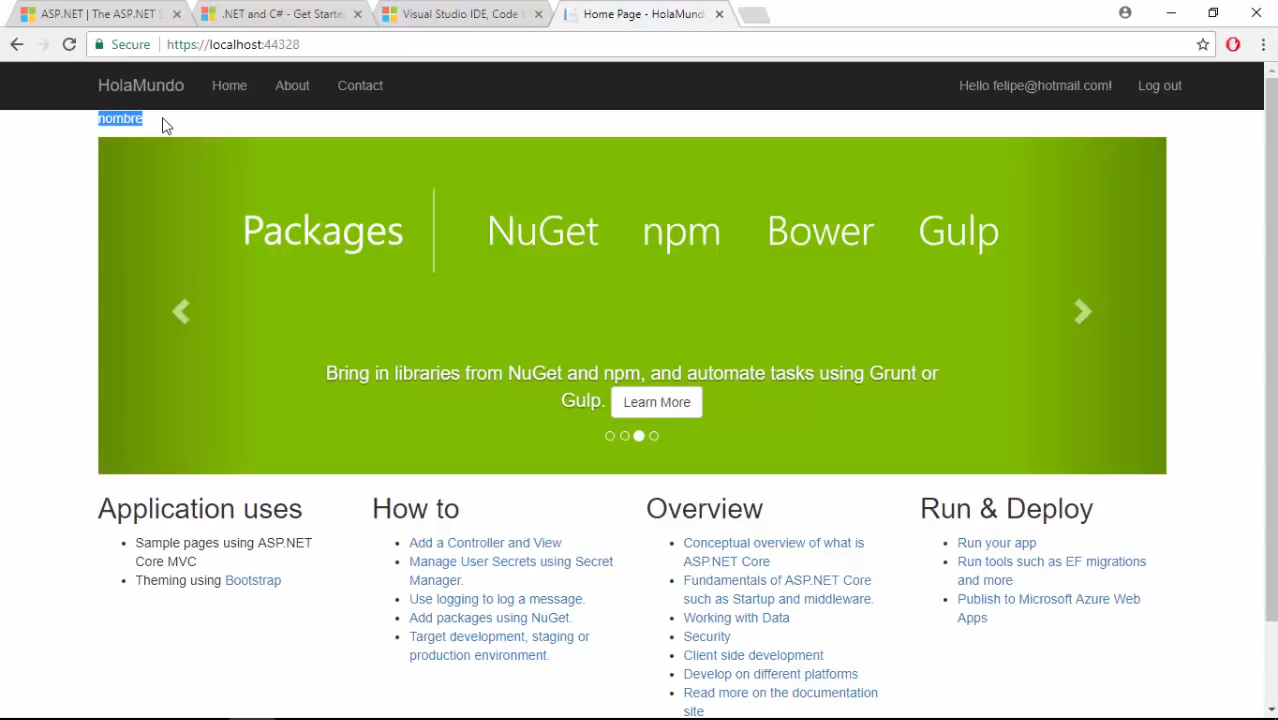 ASP.NET | The ASP.NET S
.NET and C# - Get Starte
Visual Studio IDE, Code E
Home Page - HolaMund
Secure
https://localhost:44328
HolaMundo
Home
About
Contact
Hello felipe@hotmail.com!
Log out
nombre
Packages
NuGet
npm
Bower
Gulp
Bring in libraries from NuGet and npm, and automate tasks using Grunt or
Gulp.
Learn More
Application uses
Sample pages using ASP.NET
Core MVC
Theming using Bootstrap
How to
Add a Controller and View
Manage User Secrets using Secret
Manager.
Use logging to log a message.
Add packages using NuGet.
Target development, staging or
production environment.
Overview
Conceptual overview of what is
ASP.NET Core
Fundamentals of ASP.NET Core
such as Startup and middleware.
Working with Data
Security
Client side development
Develop on different platforms
Read more on the documentation
site
Run & Deploy
Run your app
Run tools such as EF migrations
and more
Publish to Microsoft Azure Web
Apps